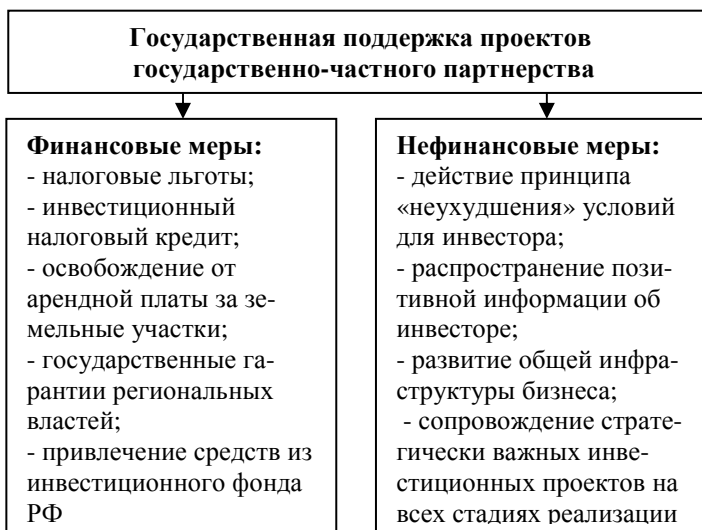 Государственная поддержка проектов
государственно-частного партнерства
Финансовые меры:
- налоговые льготы;
- инвестиционный
налоговый кредит;
- освобождение от
арендной платы за зе-
мельные участки;
- государственные га-
рантии региональных
властей;
- привлечение средств из
инвестиционного фонда
РФ
Нефинансовые меры:
- действие принципа
«неухудшения» условий
для инвестора;
- распространение пози-
тивной информации об
инвесторе;
- развитие общей инфра-
структуры бизнеса;
- сопровождение страте-
гически важных инве-
стиционных проектов на
всех стадиях реализации